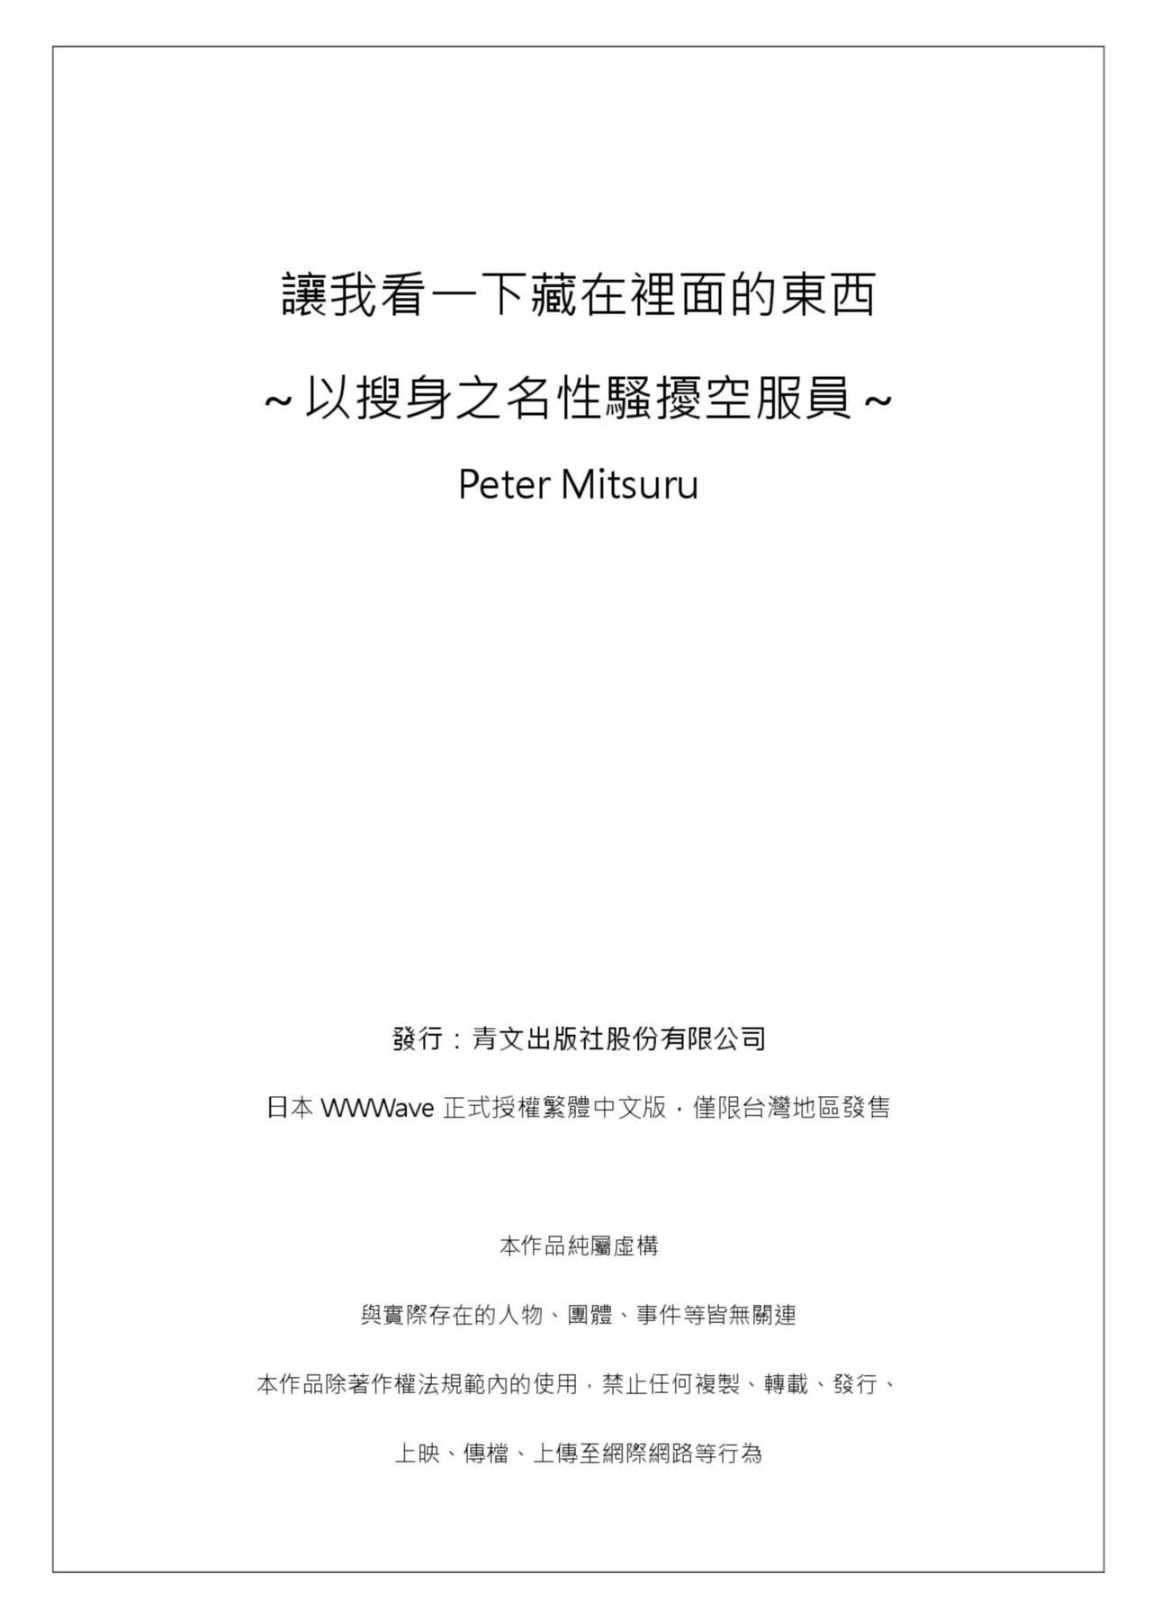 讓我看一下藏在裡面的東西
~以搜身之名性騷擾空服員~
Peter Mitsuru
發行：青文出版社股份有限公司
日本 WWWave 正式授權繁體中文版，僅限台灣地區發售
本作品純屬虛構
與實際存在的人物、團體、事件等皆無關連
本作品除著作權法規範內的使用，禁止任何複製、轉載、發行、
上映、傳檔、上傳至網際網路等行為